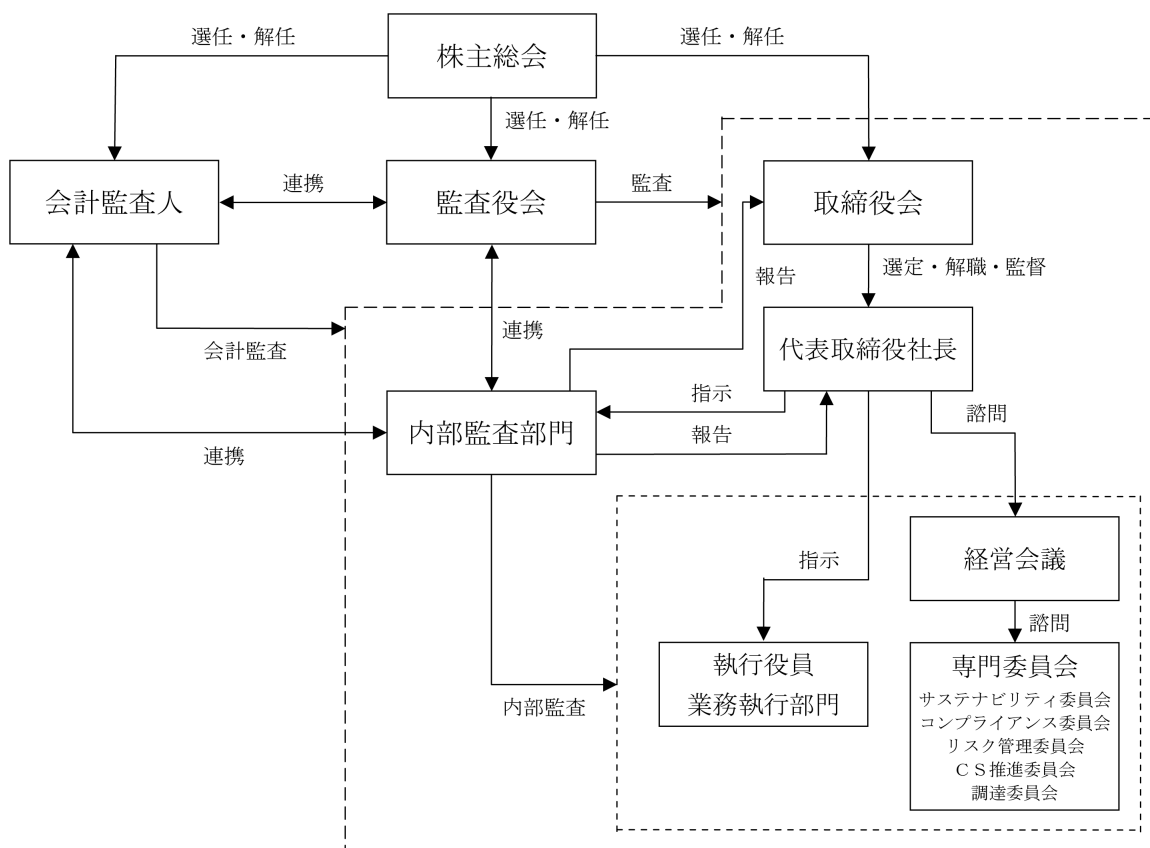 選任・解任
株主総会
選任・解任
選任・解任
会計監査人
連携
監査役会
監査
取締役会
選定・解職・監督
報告
会計監査
連携
代表取締役社長
指示
諮問
内部監査部門
報告
連携
経営会議
指示
諮問
執行役員
業務執行部門
専門委員会
サステナビリティ委員会
コンプライアンス委員会
リスク管理委員会
ＣＳ推進委員会
調達委員会
内部監査